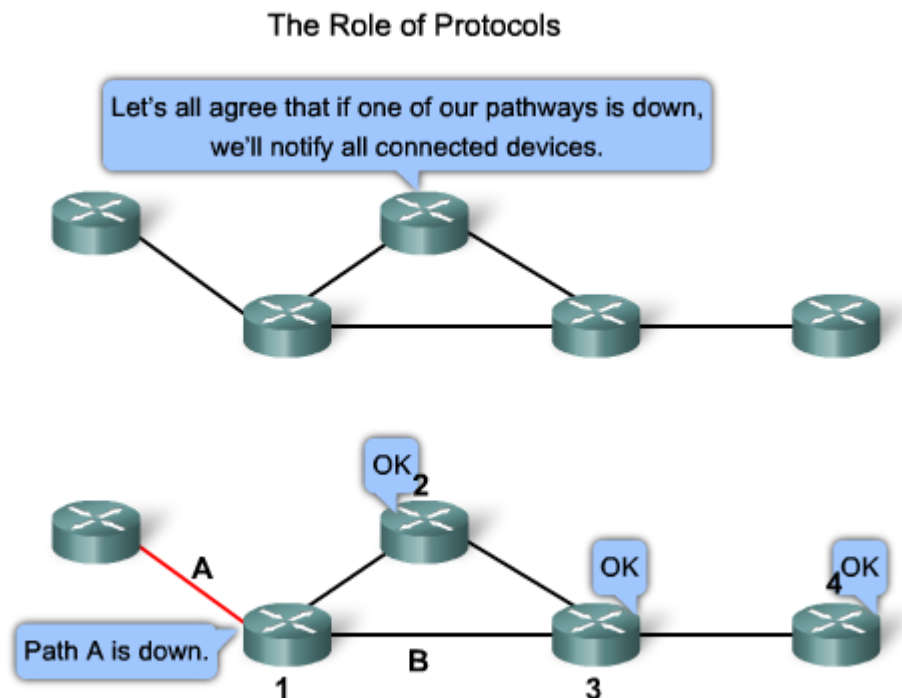 The Role of Protocols
Let's all agree that if one of our pathways is down,
we'll notify all connected devices.
OK
2
A
OK
4
OK
Path A is down.
B
1
3